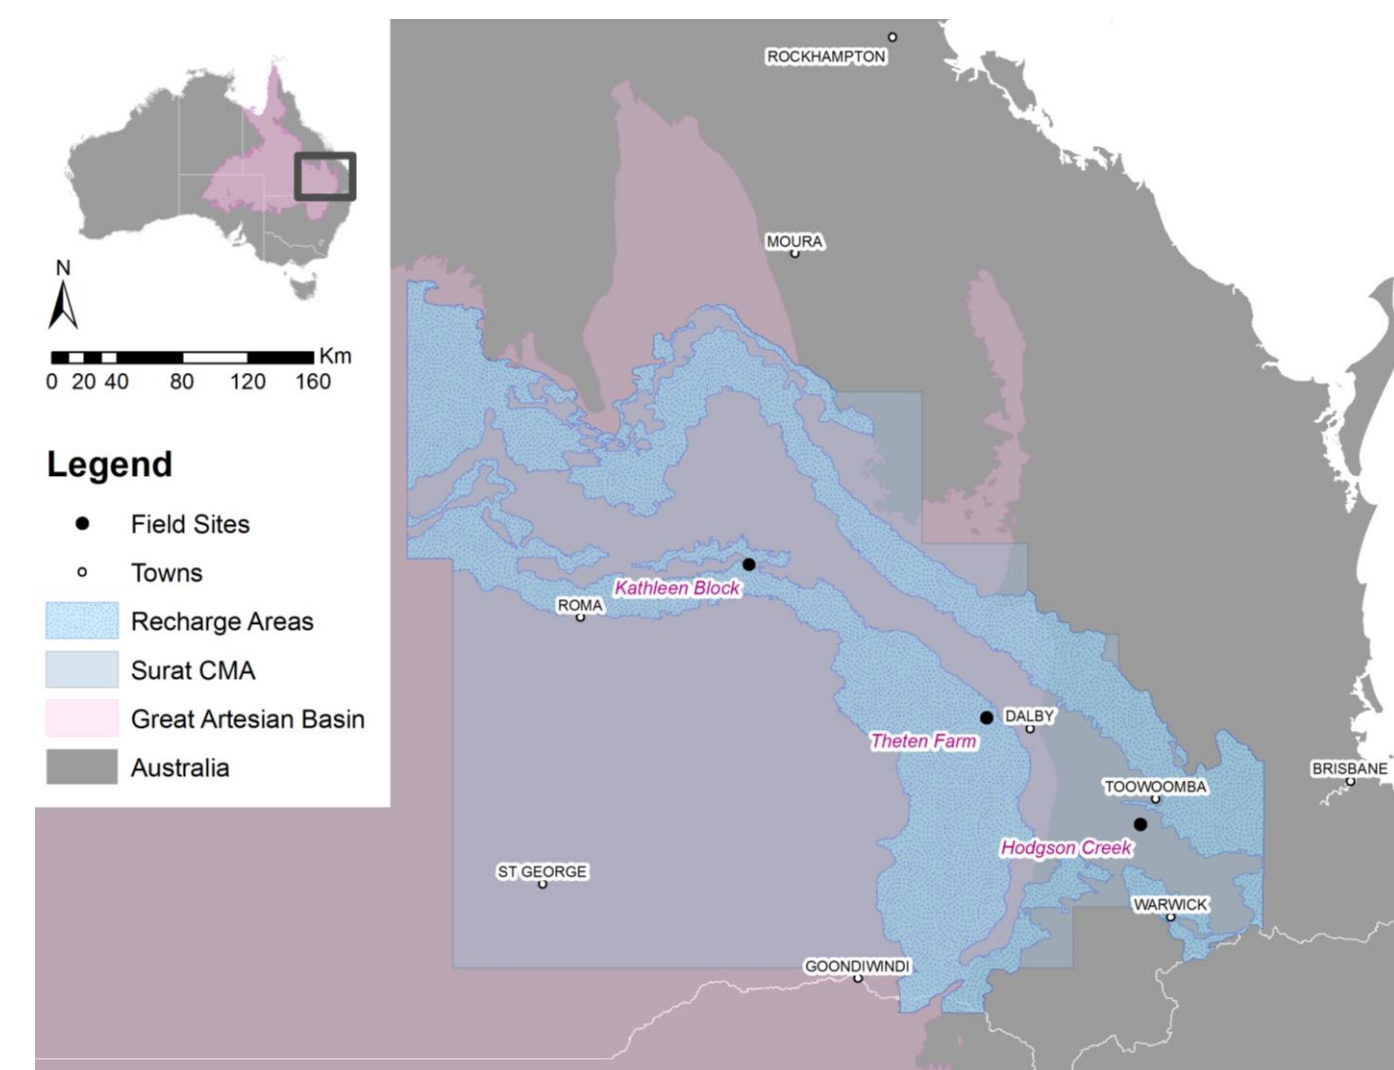 ROCKHAMPTON
MOURA
N
Km
0 20 40 80 120 160
Legend
Field Sites
Towns
Recharge Areas
Surat CMA
Great Artesian Basin
Australia
Kathleen Block
ROMA
DALBY
Theten Farm
BRISBANE
TOOWOOMBA
Hodgson Creek
ST GEORGE
WARWICK
GOONDIWINDI